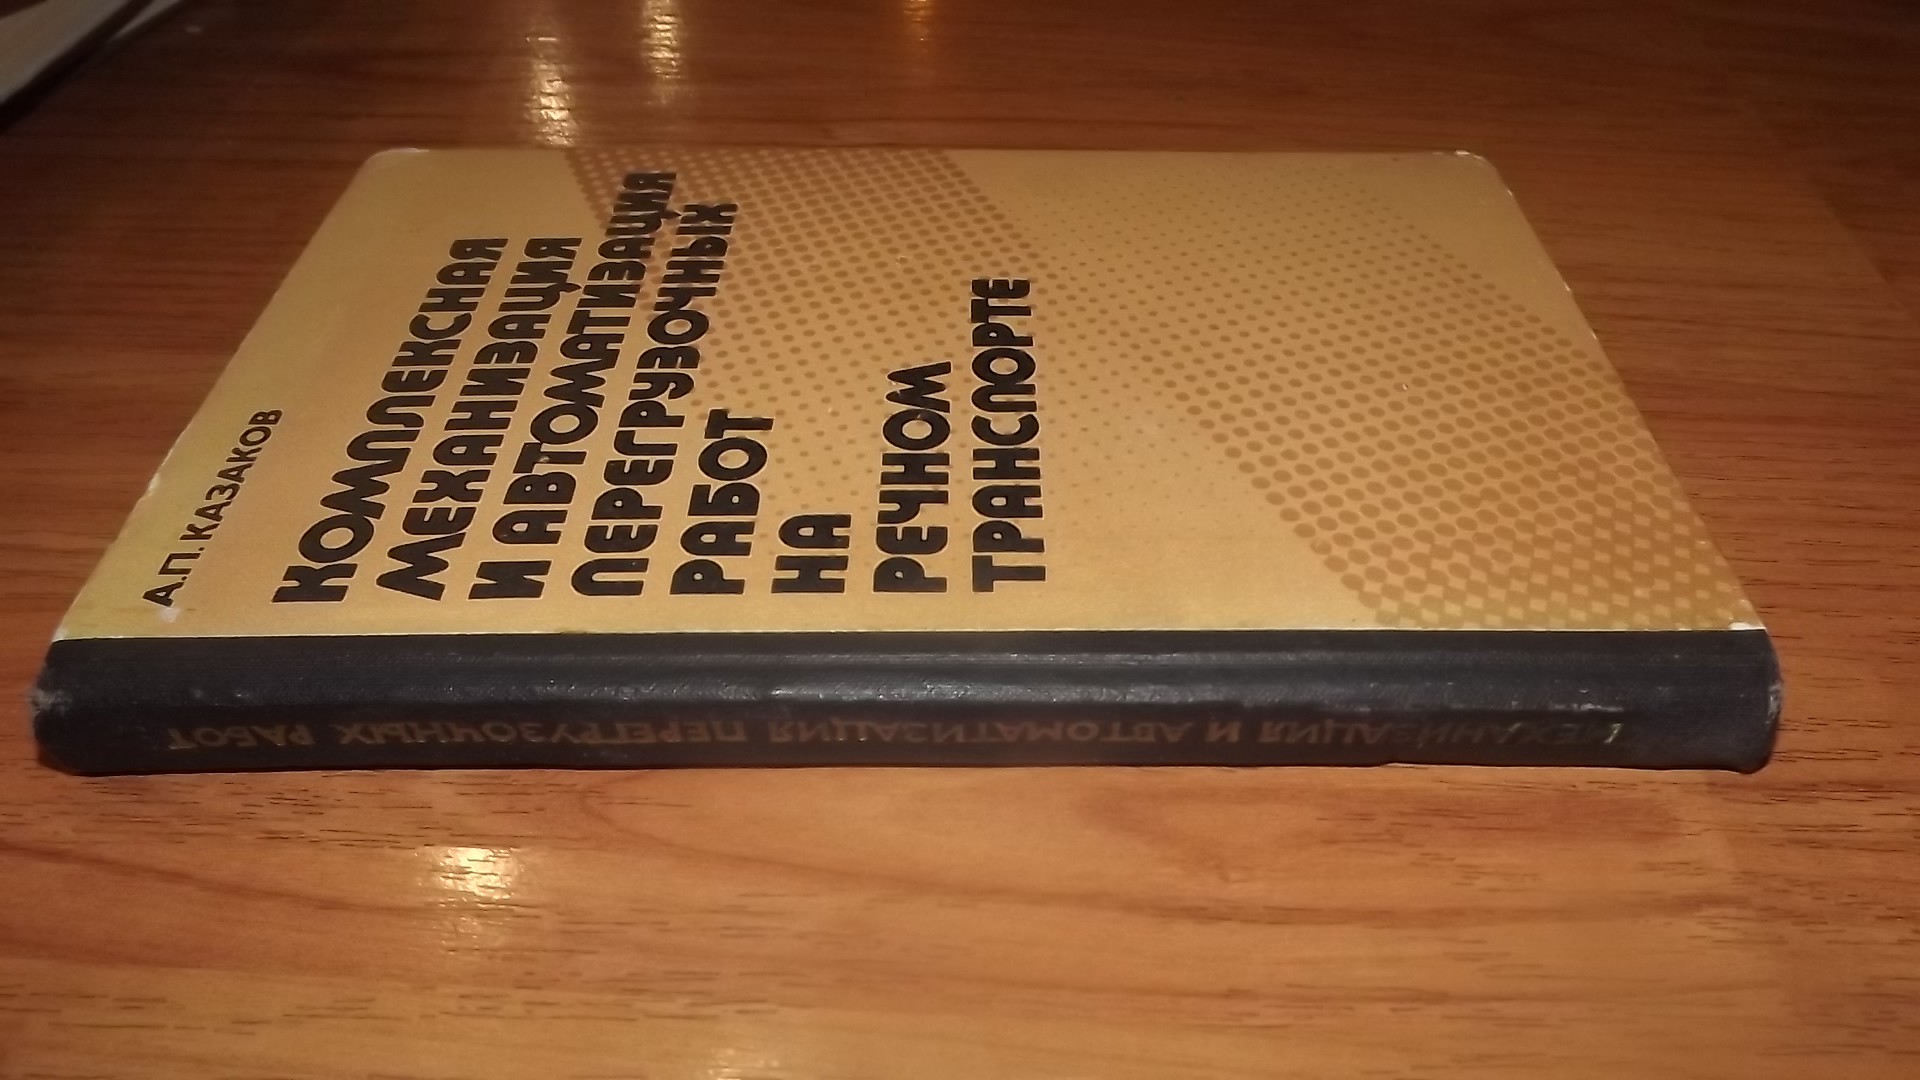 А.П. КАЗАКОВ
КОМПЛЕКСНАЯ
МЕХАНИЗАЦИЯ
И АВТОМАТИЗАЦИЯ
ПЕРЕГРУЗОЧНЫХ
РАБОТ
НА
РЕЧНОМ
ТРАНСПОРТЕ
МЕХАНИЗАЦИЯ И АВТОМАТИЗАЦИЯ ПЕРЕГРУЗОЧНЫХ РАБОТ